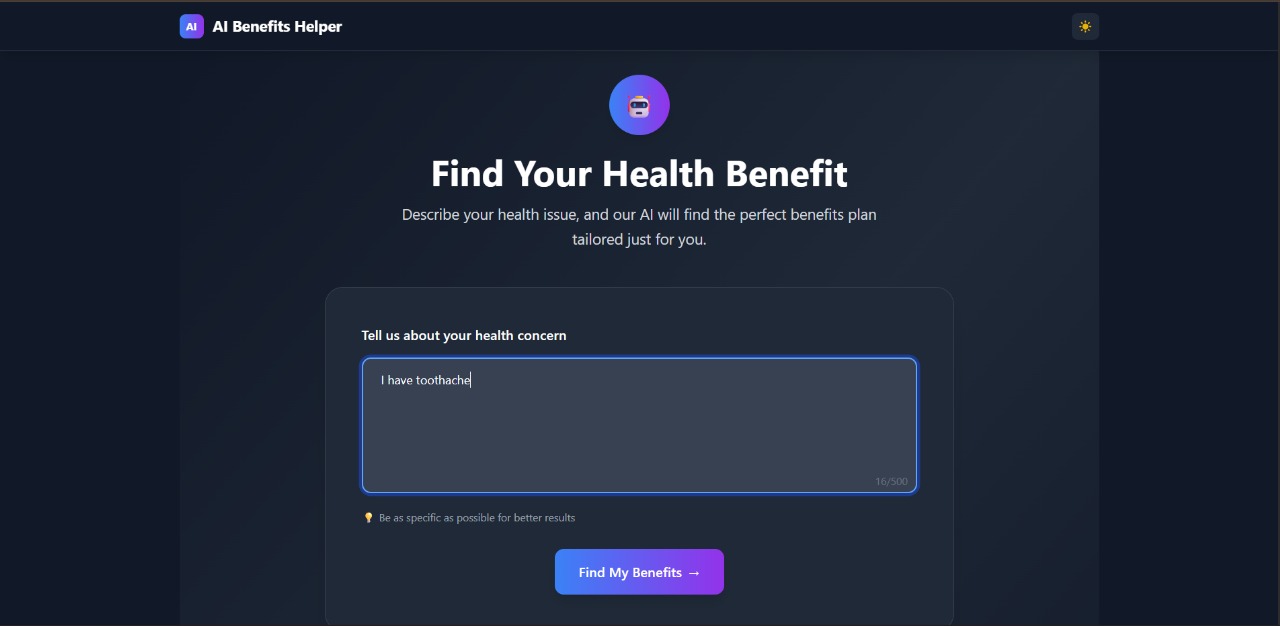 AI AI Benefits Helper
Find Your Health Benefit
Describe your health issue, and our AI will find the perfect benefits plan
tailored just for you.
Tell us about your health concern
I have toothache
16/500
Be as specific as possible for better results
Find My Benefits →